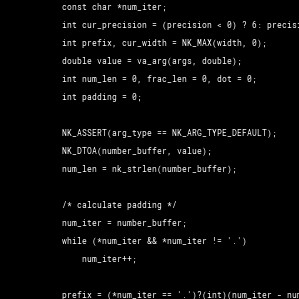 const char *num_iter;
int cur_precision = (precision < 0) ? 6: precisi
int prefix, cur_width = NK_MAX(width, 0);
double value = va_arg(args, double);
int num_len = 0, frac_len = 0, dot = 0;
int padding = 0;

NK_ASSERT(arg_type == NK_ARG_TYPE_DEFAULT);
NK_DTOA(number_buffer, value);
num_len = nk_strlen(number_buffer);

/* calculate padding */
num_iter = number_buffer;
while (*num_iter && *num_iter != '.')
    num_iter++;

prefix = (*num_iter == '.')?(int)(num_iter - num